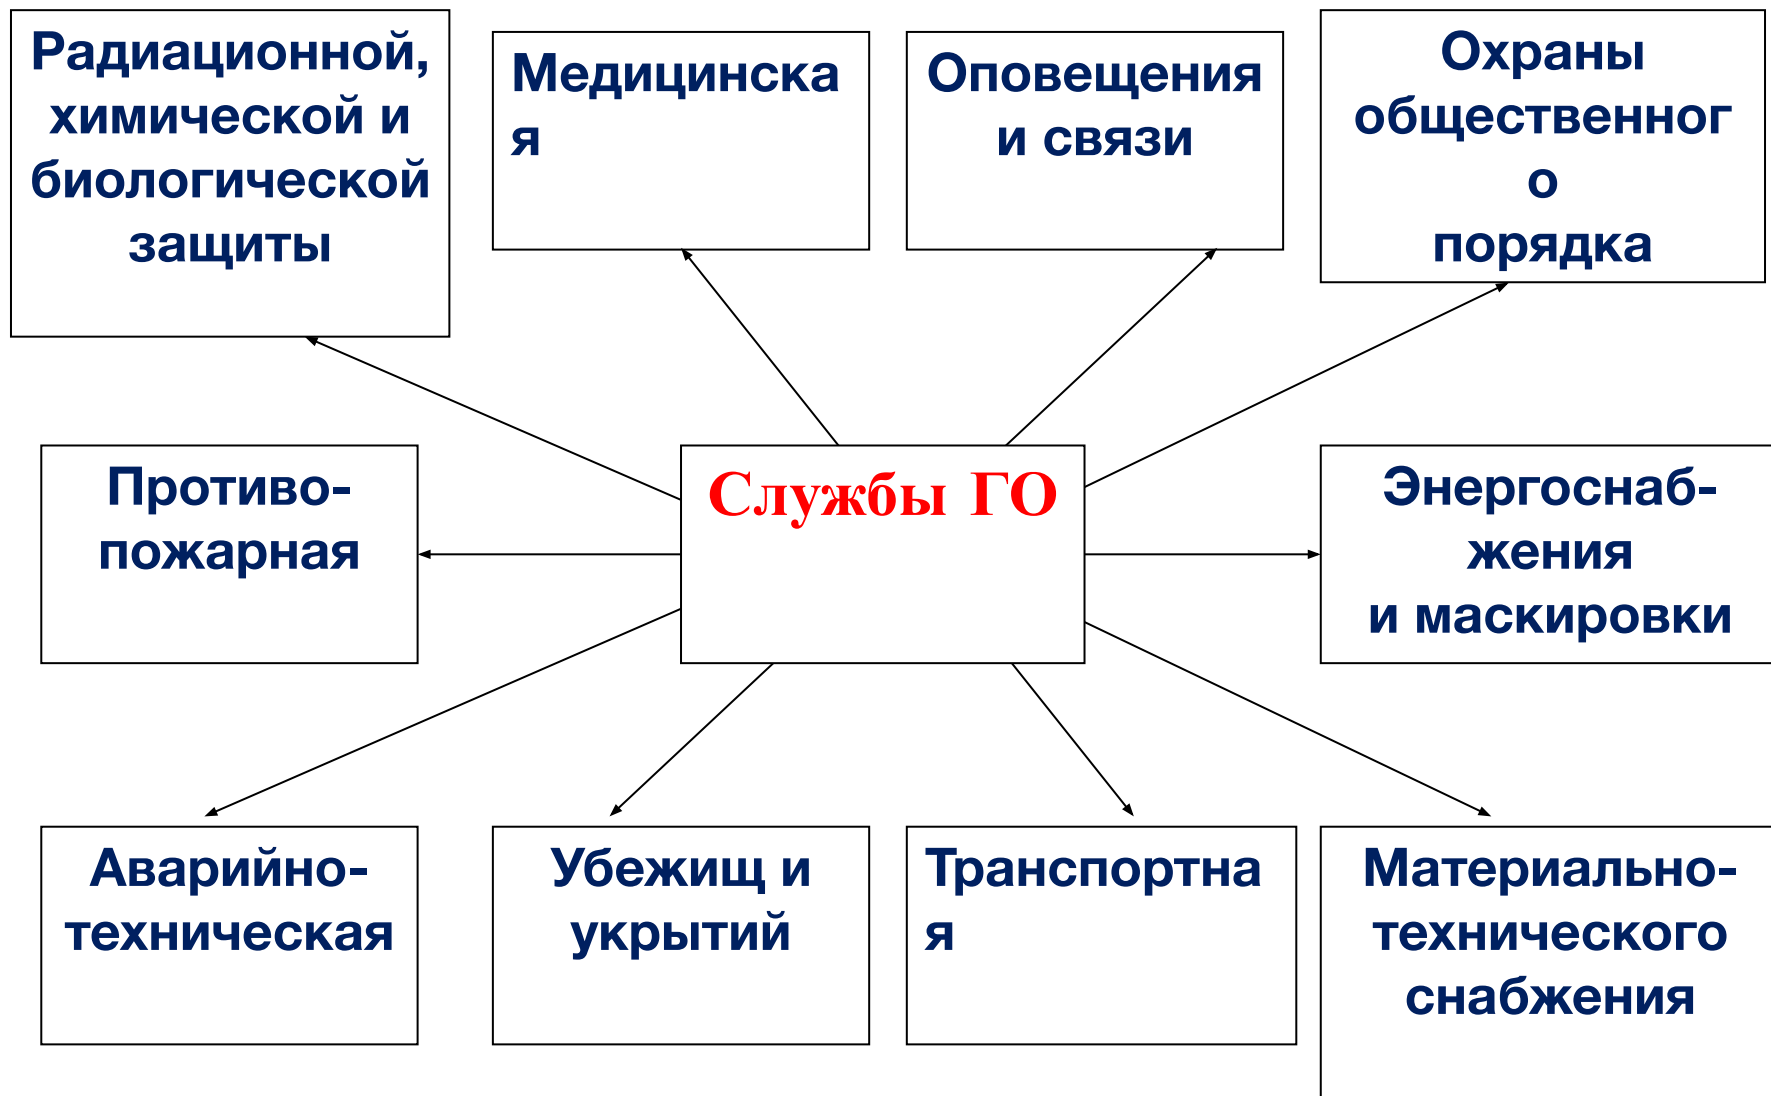 Радиационной,
химической и
биологической
защиты
Медицинска
я
Оповещения
и связи
Охраны
общественног
о
порядка
Противо-
пожарная
Службы ГО
Энергоснаб-
жения
и маскировки
Аварийно-
техническая
Убежищ и
укрытий
Транспортна
я
Материально-
технического
снабжения